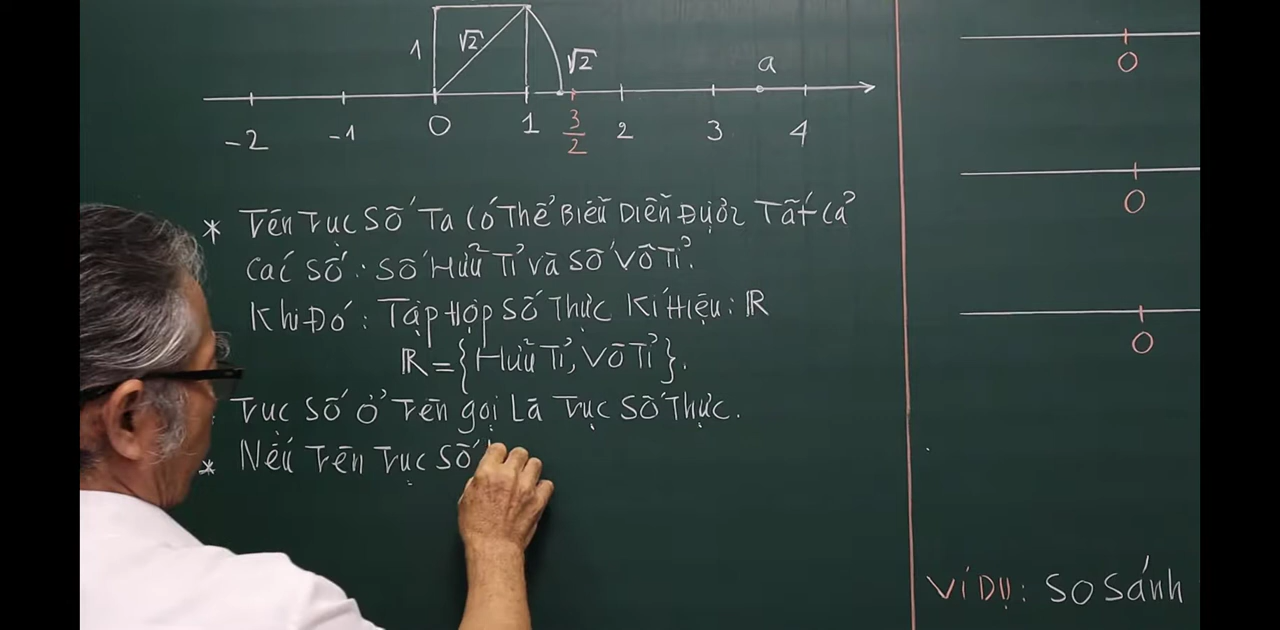 1
√2
√2
a
-2 -1 0 1 3/2 2 3 4
* Trên Trục Số Ta Có Thể Biểu Diễn Được Tất Cả
Các Số: Số Hữu Tỉ và Số Vô Tỉ.
Khi Đó: Tập Hợp Số Thực Kí Hiệu: ℝ
ℝ = {Hữu Tỉ, Vô Tỉ}.
Trục Số Ở Trên gọi Là Trục Số Thực.
* Nếu Trên Trục Số
0
0
0
Ví Dụ: So Sánh